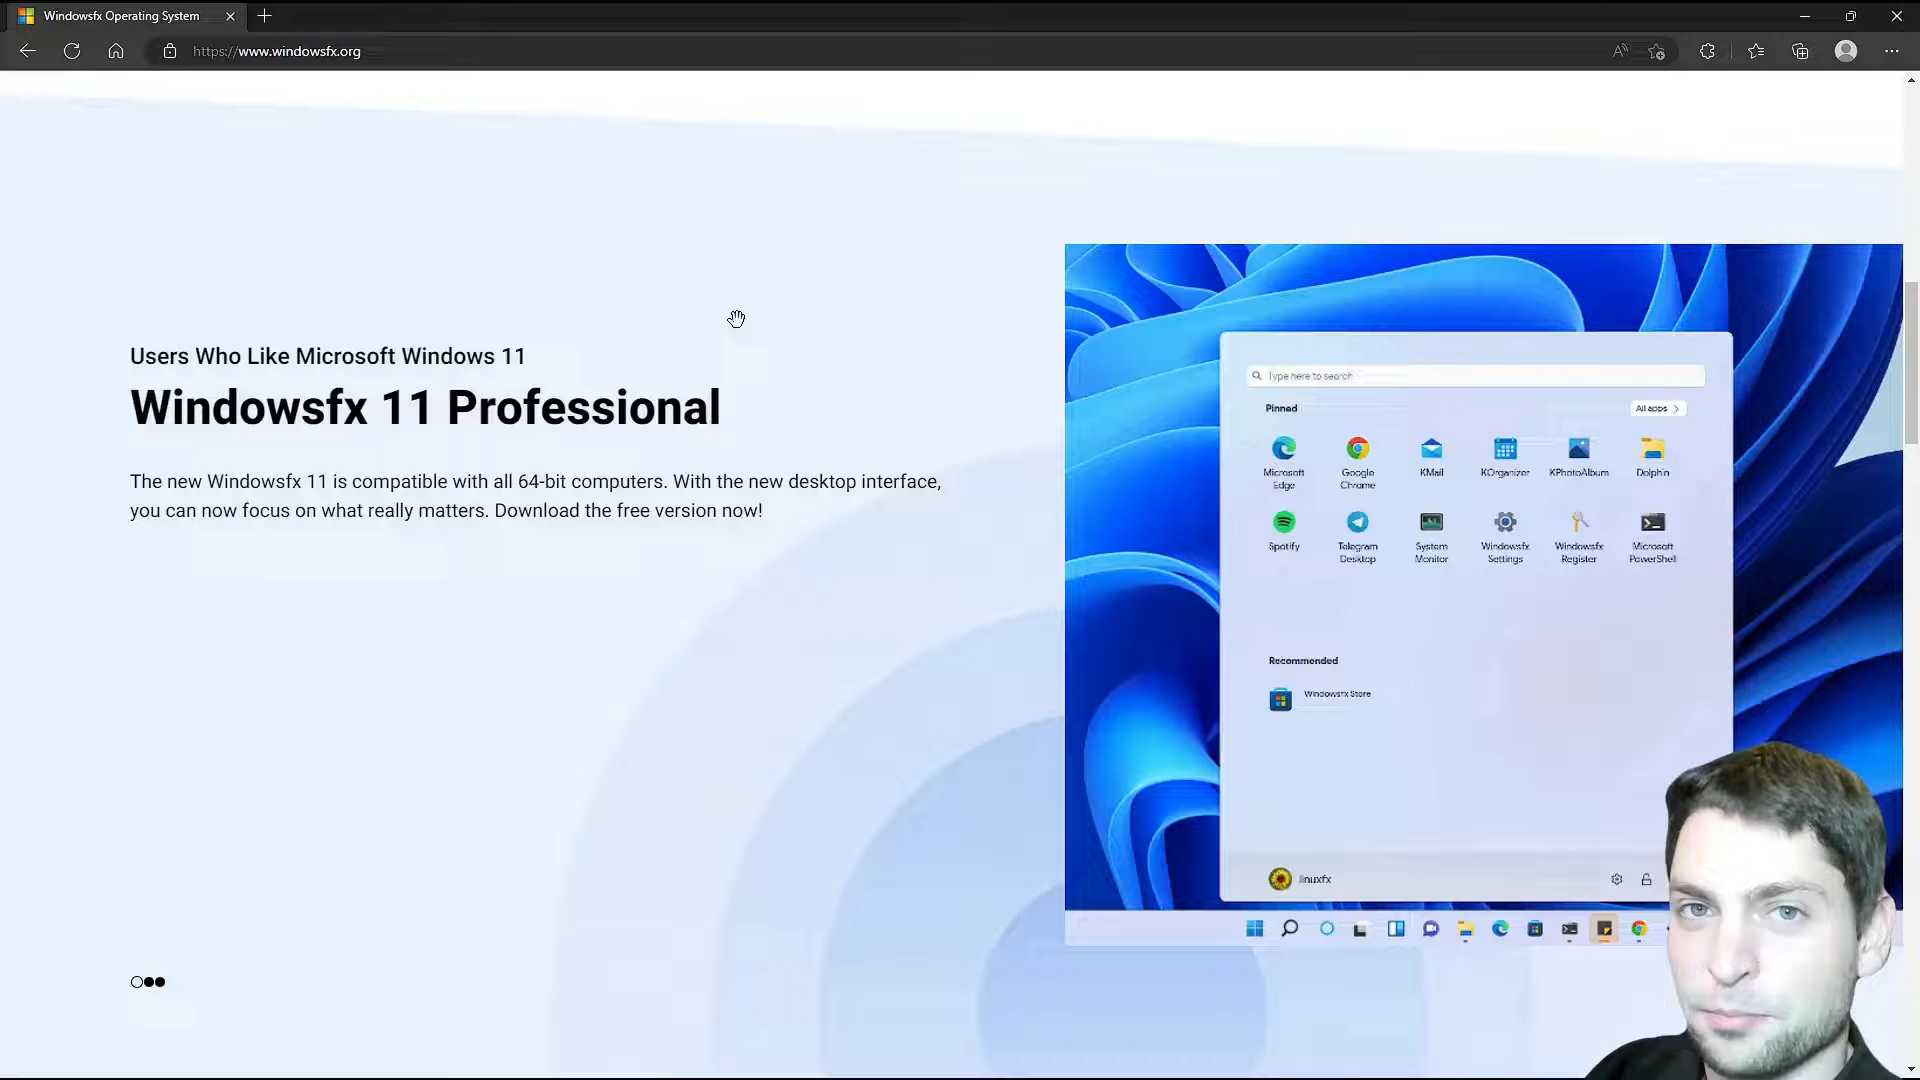 Windowsfx Operating System
https://www.windowsfx.org
Users Who Like Microsoft Windows 11
Windowsfx 11 Professional
The new Windowsfx 11 is compatible with all 64-bit computers. With the new desktop interface,
you can now focus on what really matters. Download the free version now!
Type here to search
Pinned
All apps
Microsoft Edge
Google Chrome
KMail
KOrganizer
KPhotoAlbum
Dolphin
Spotify
Telegram Desktop
System Monitor
Windowsfx Settings
Windowsfx Register
Microsoft PowerShell
Recommended
Windowsfx Store
linuxfx